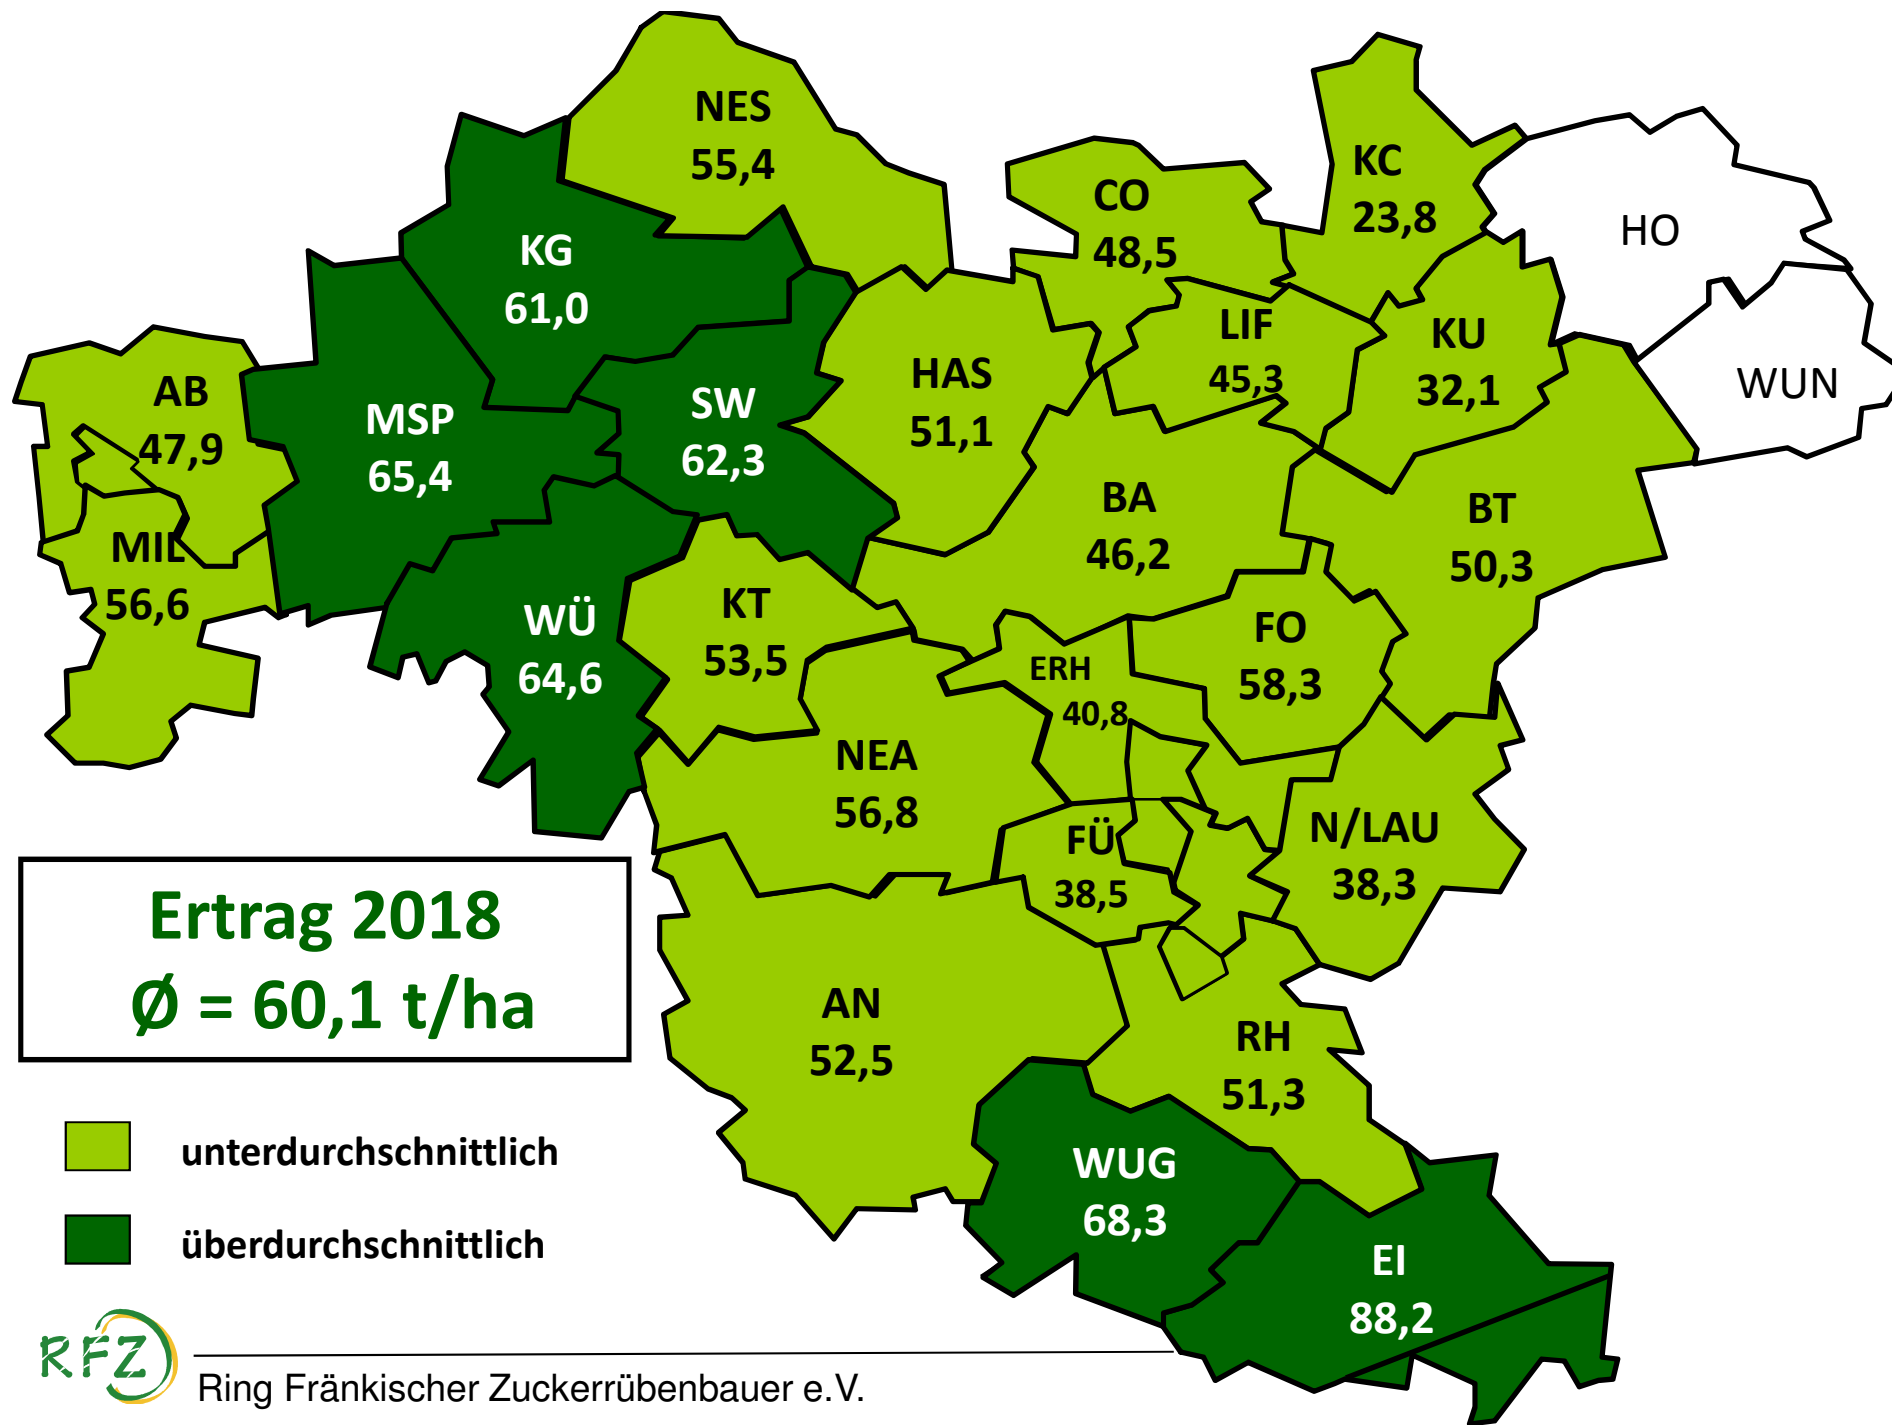 NES
55,4
KC
23,8
CO
48,5
HO
KG
61,0
LIF
45,3
KU
32,1
WUN
AB
47,9
MSP
65,4
SW
62,3
HAS
51,1
BA
46,2
BT
50,3
MIL
56,6
WÜ
64,6
KT
53,5
ERH
40,8
FO
58,3
NEA
56,8
FÜ
38,5
N/LAU
38,3
Ertrag 2018
Ø = 60,1 t/ha
AN
52,5
RH
51,3
unterdurchschnittlich
WUG
68,3
überdurchschnittlich
EI
88,2
RFZ
Ring Fränkischer Zuckerrübenbauer e.V.